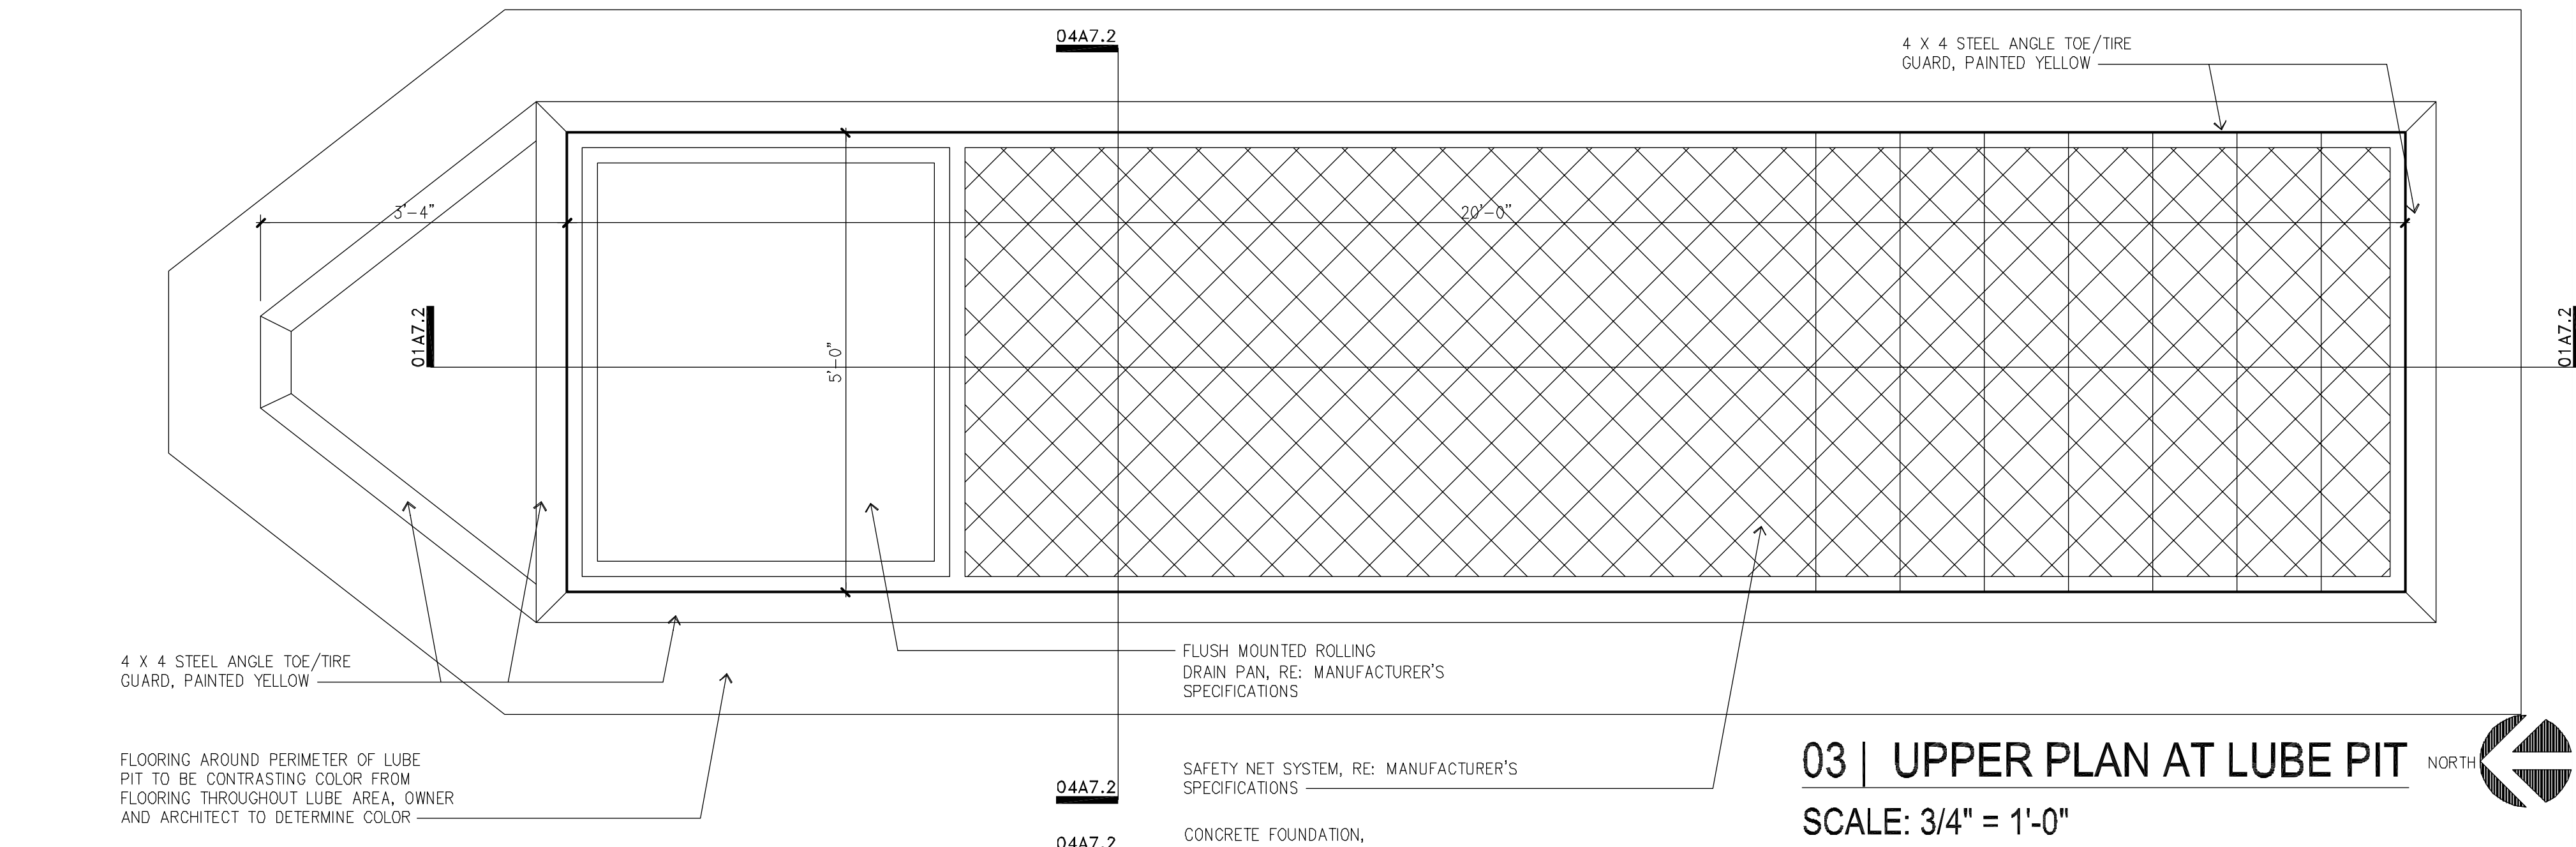 04A7.2
4 X 4 STEEL ANGLE TOE/TIRE
GUARD, PAINTED YELLOW
3'-4"
20'-0"
01A7.2
5'-0"
01A7.2
4 X 4 STEEL ANGLE TOE/TIRE
GUARD, PAINTED YELLOW
FLUSH MOUNTED ROLLING
DRAIN PAN, RE: MANUFACTURER'S
SPECIFICATIONS
FLOORING AROUND PERIMETER OF LUBE
PIT TO BE CONTRASTING COLOR FROM
FLOORING THROUGHOUT LUBE AREA, OWNER
AND ARCHITECT TO DETERMINE COLOR
04A7.2
SAFETY NET SYSTEM, RE: MANUFACTURER'S
SPECIFICATIONS
03 | UPPER PLAN AT LUBE PIT
NORTH
SCALE: 3/4" = 1'-0"
04A7.2
CONCRETE FOUNDATION,